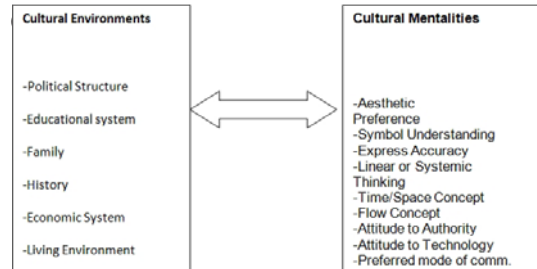 Cultural Environments
-Political Structure
-Educational system
-Family
-History
-Economic System
-Living Environment
Cultural Mentalities
-Aesthetic
Preference
-Symbol Understanding
-Express Accuracy
-Linear or Systemic
Thinking
-Time/Space Concept
-Flow Concept
-Attitude to Authority
-Attitude to Technology
-Preferred mode of comm.